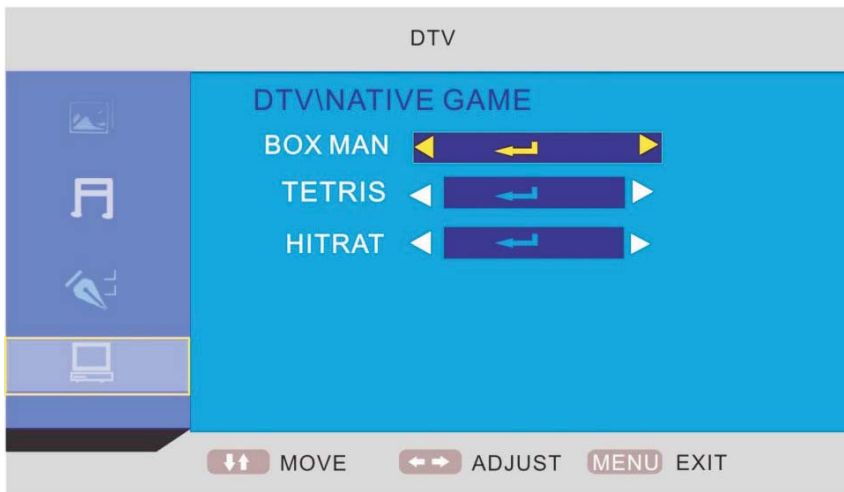 DTV
DTV\NATIVE GAME
BOX MAN
TETRIS
HITRAT
MOVE ADJUST MENU EXIT